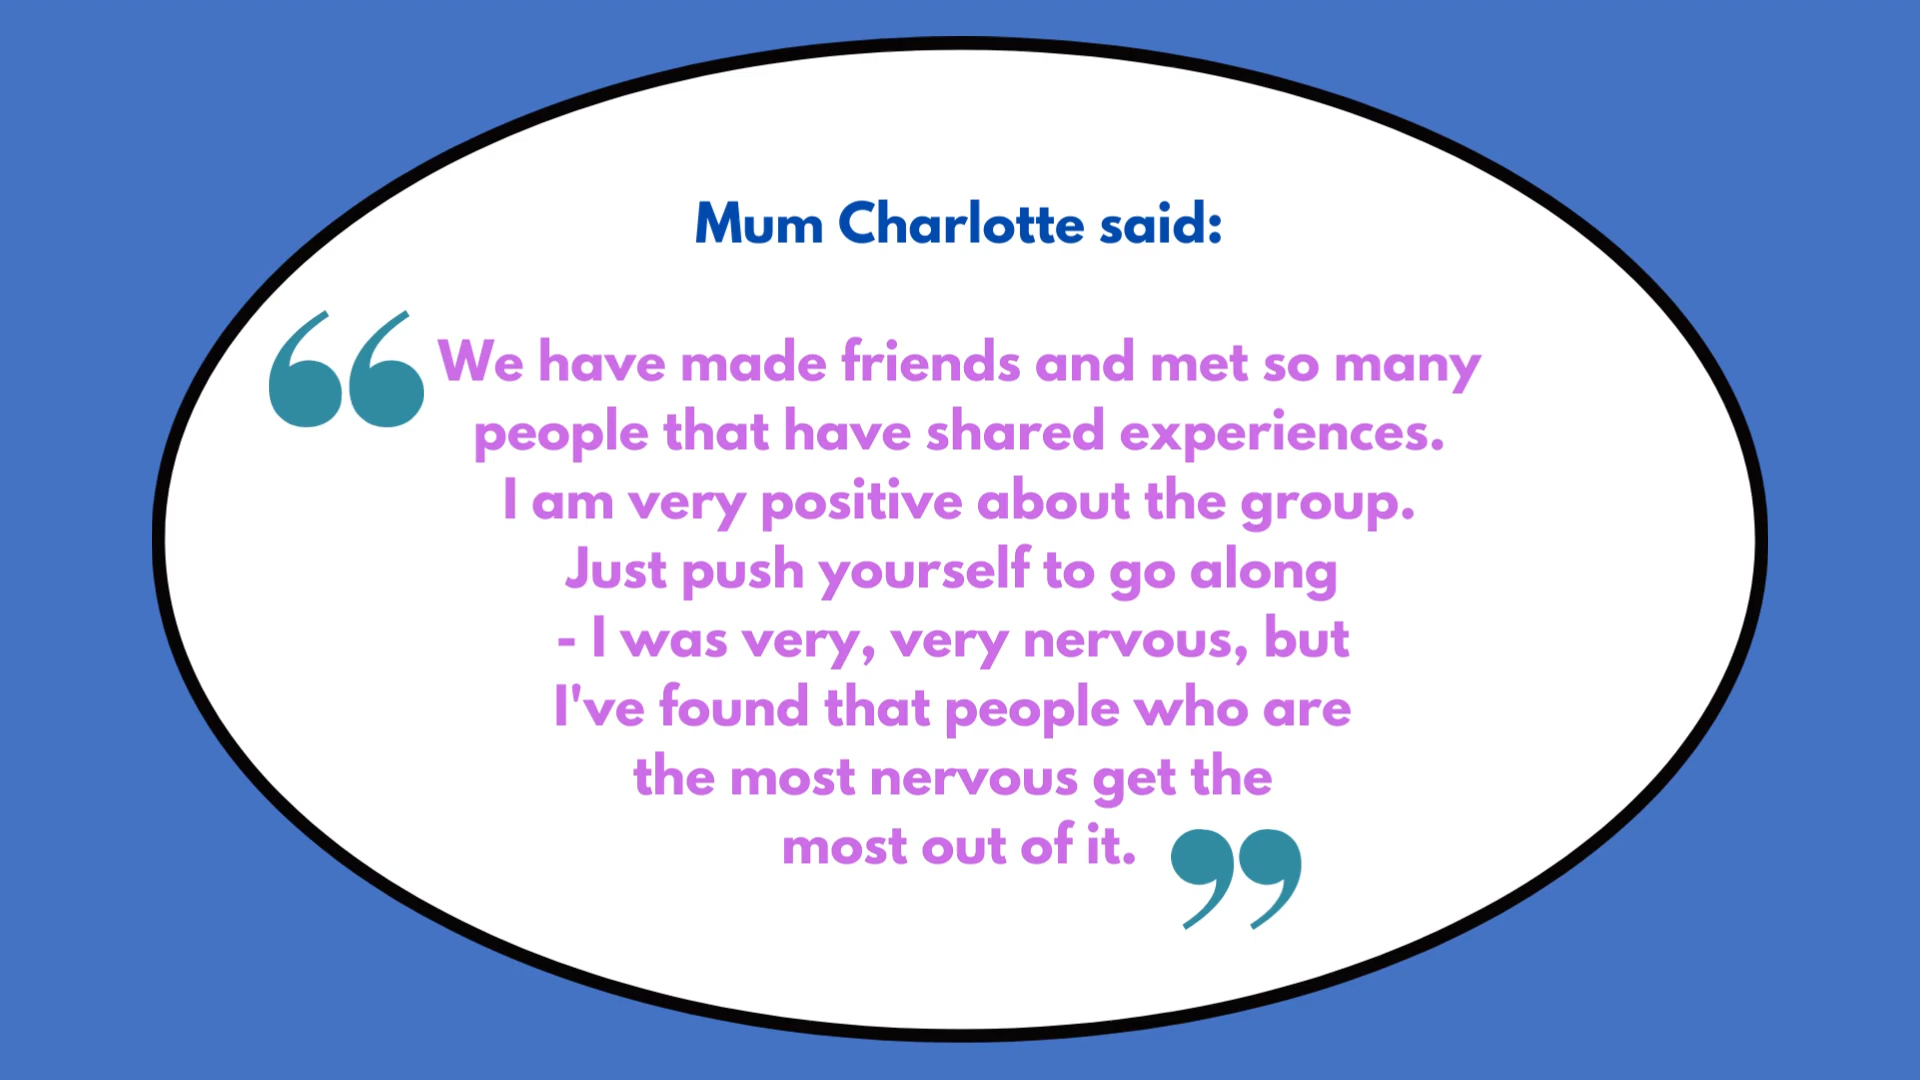 Mum Charlotte said:
“ We have made friends and met so many
people that have shared experiences.
I am very positive about the group.
Just push yourself to go along
- I was very, very nervous, but
I've found that people who are
the most nervous get the
most out of it. ”